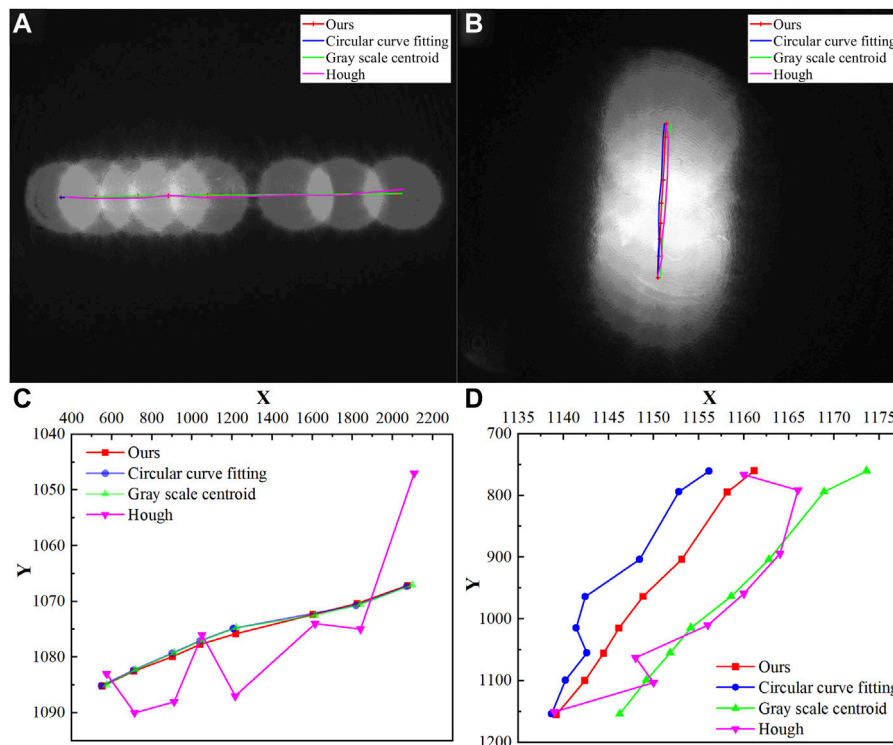 A
Ours
Circular curve fitting
Gray scale centroid
Hough
B
Ours
Circular curve fitting
Gray scale centroid
Hough
C
X
400 600 800 1000 1200 1400 1600 1800 2000 2200
1040
1050
1060
1070
1080
1090
Y
Ours
Circular curve fitting
Gray scale centroid
Hough
D
X
1135 1140 1145 1150 1155 1160 1165 1170 1175
700
800
900
1000
1100
1200
Y
Ours
Circular curve fitting
Gray scale centroid
Hough